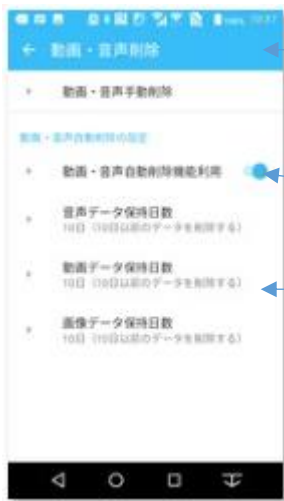 動画・音声削除
動画・音声手動削除
動画・音声自動削除の設定
動画・音声自動削除機能利用
音声データ保持日数
10日（10日以前のデータを削除する）
動画データ保持日数
10日（10日以前のデータを削除する）
画像データ保持日数
10日（10日以前のデータを削除する）